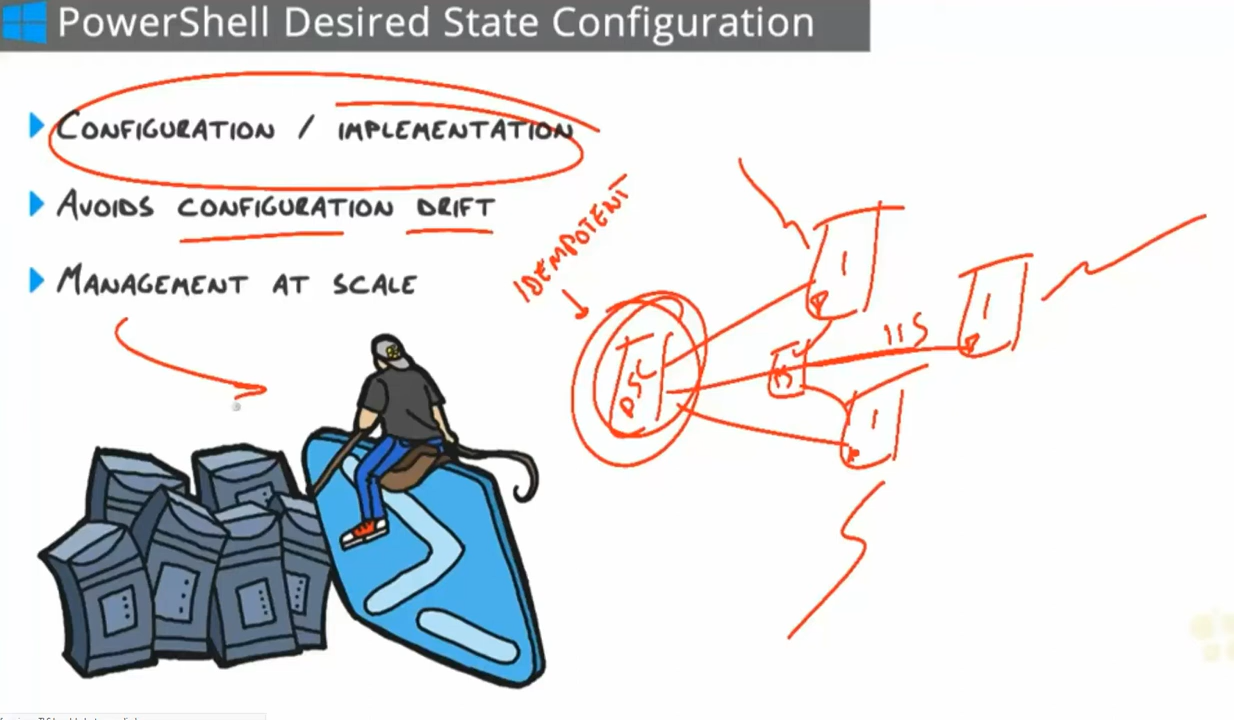 PowerShell Desired State Configuration
CONFIGURATION / IMPLEMENTATION
AVOIDS CONFIGURATION DRIFT
MANAGEMENT AT SCALE
IDEMPOTENT
DSC
IIS